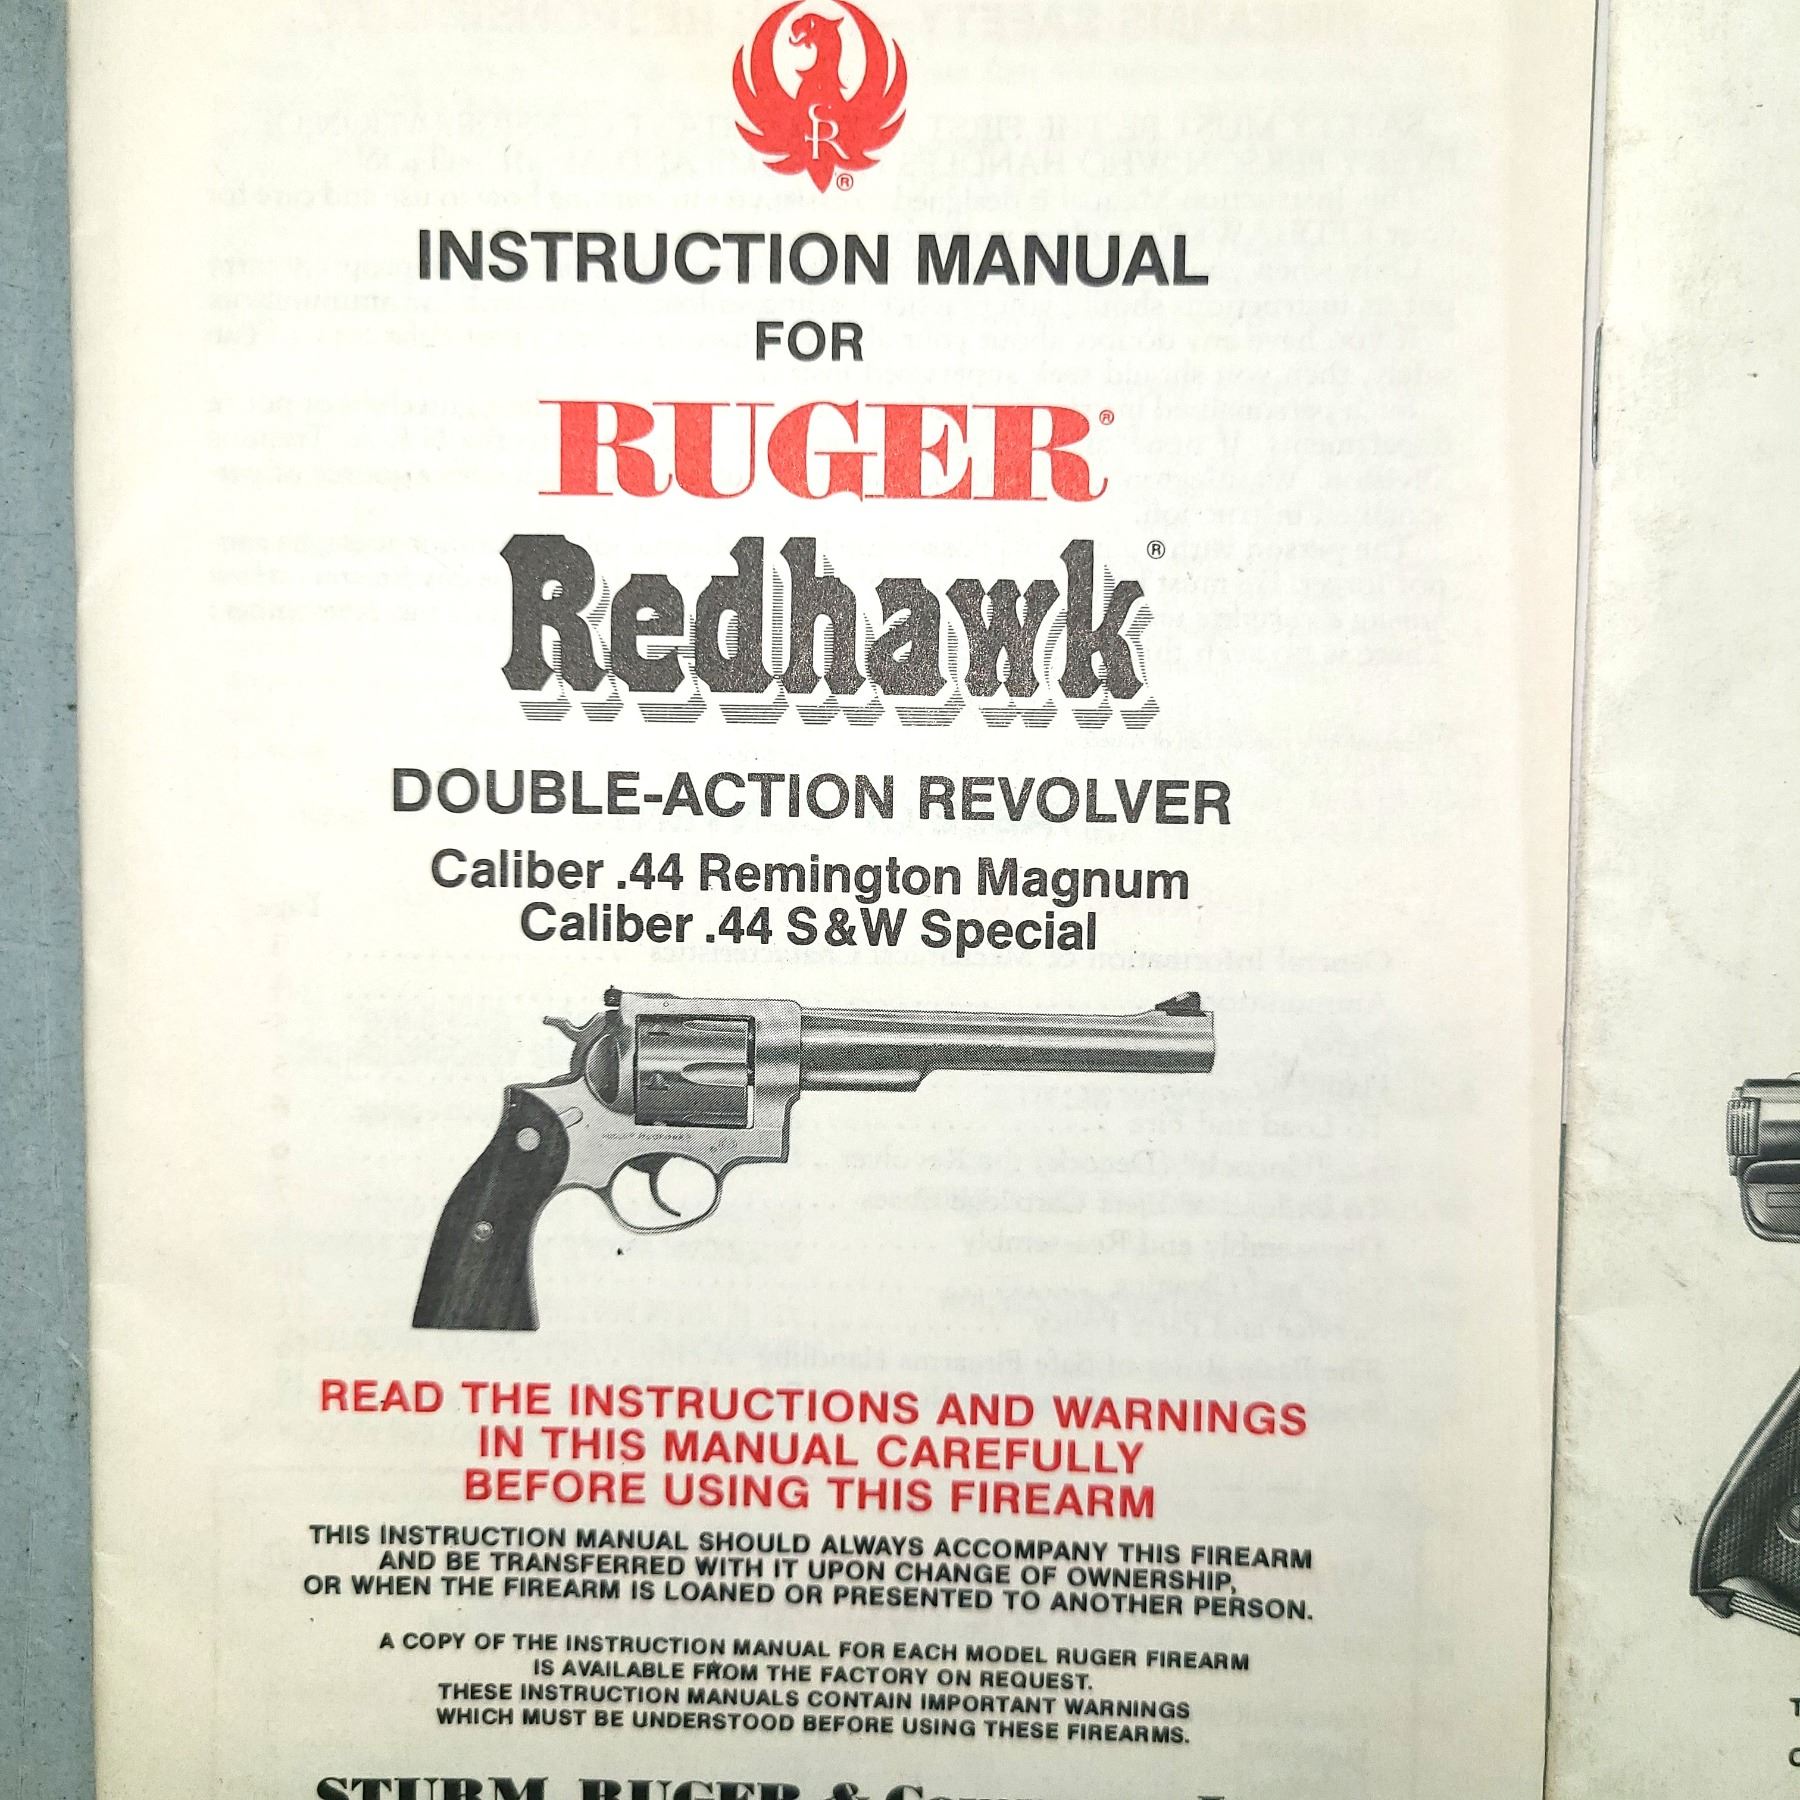 SR
®
INSTRUCTION MANUAL
FOR
RUGER®
Redhawk®
DOUBLE-ACTION REVOLVER
Caliber .44 Remington Magnum
Caliber .44 S&W Special
READ THE INSTRUCTIONS AND WARNINGS
IN THIS MANUAL CAREFULLY
BEFORE USING THIS FIREARM
THIS INSTRUCTION MANUAL SHOULD ALWAYS ACCOMPANY THIS FIREARM
AND BE TRANSFERRED WITH IT UPON CHANGE OF OWNERSHIP,
OR WHEN THE FIREARM IS LOANED OR PRESENTED TO ANOTHER PERSON.
A COPY OF THE INSTRUCTION MANUAL FOR EACH MODEL RUGER FIREARM
IS AVAILABLE FROM THE FACTORY ON REQUEST.
THESE INSTRUCTION MANUALS CONTAIN IMPORTANT WARNINGS
WHICH MUST BE UNDERSTOOD BEFORE USING THESE FIREARMS.
STURM, RUGER & Company